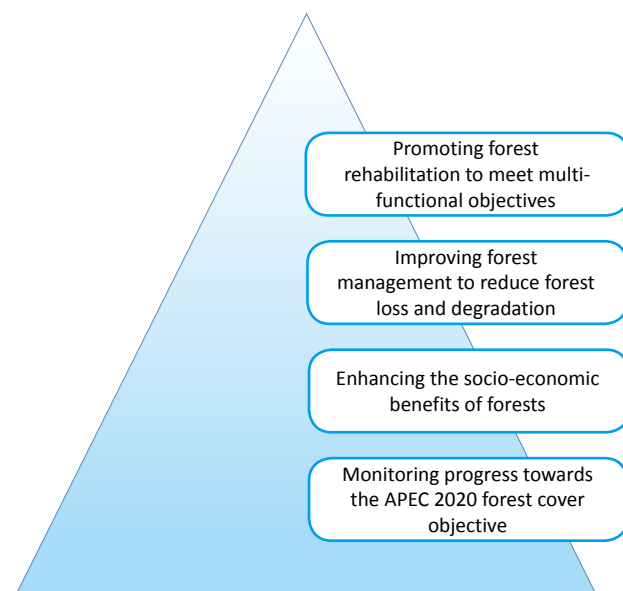 Promoting forest
rehabilitation to meet multi-
functional objectives
Improving forest
management to reduce forest
loss and degradation
Enhancing the socio-economic
benefits of forests
Monitoring progress towards
the APEC 2020 forest cover
objective